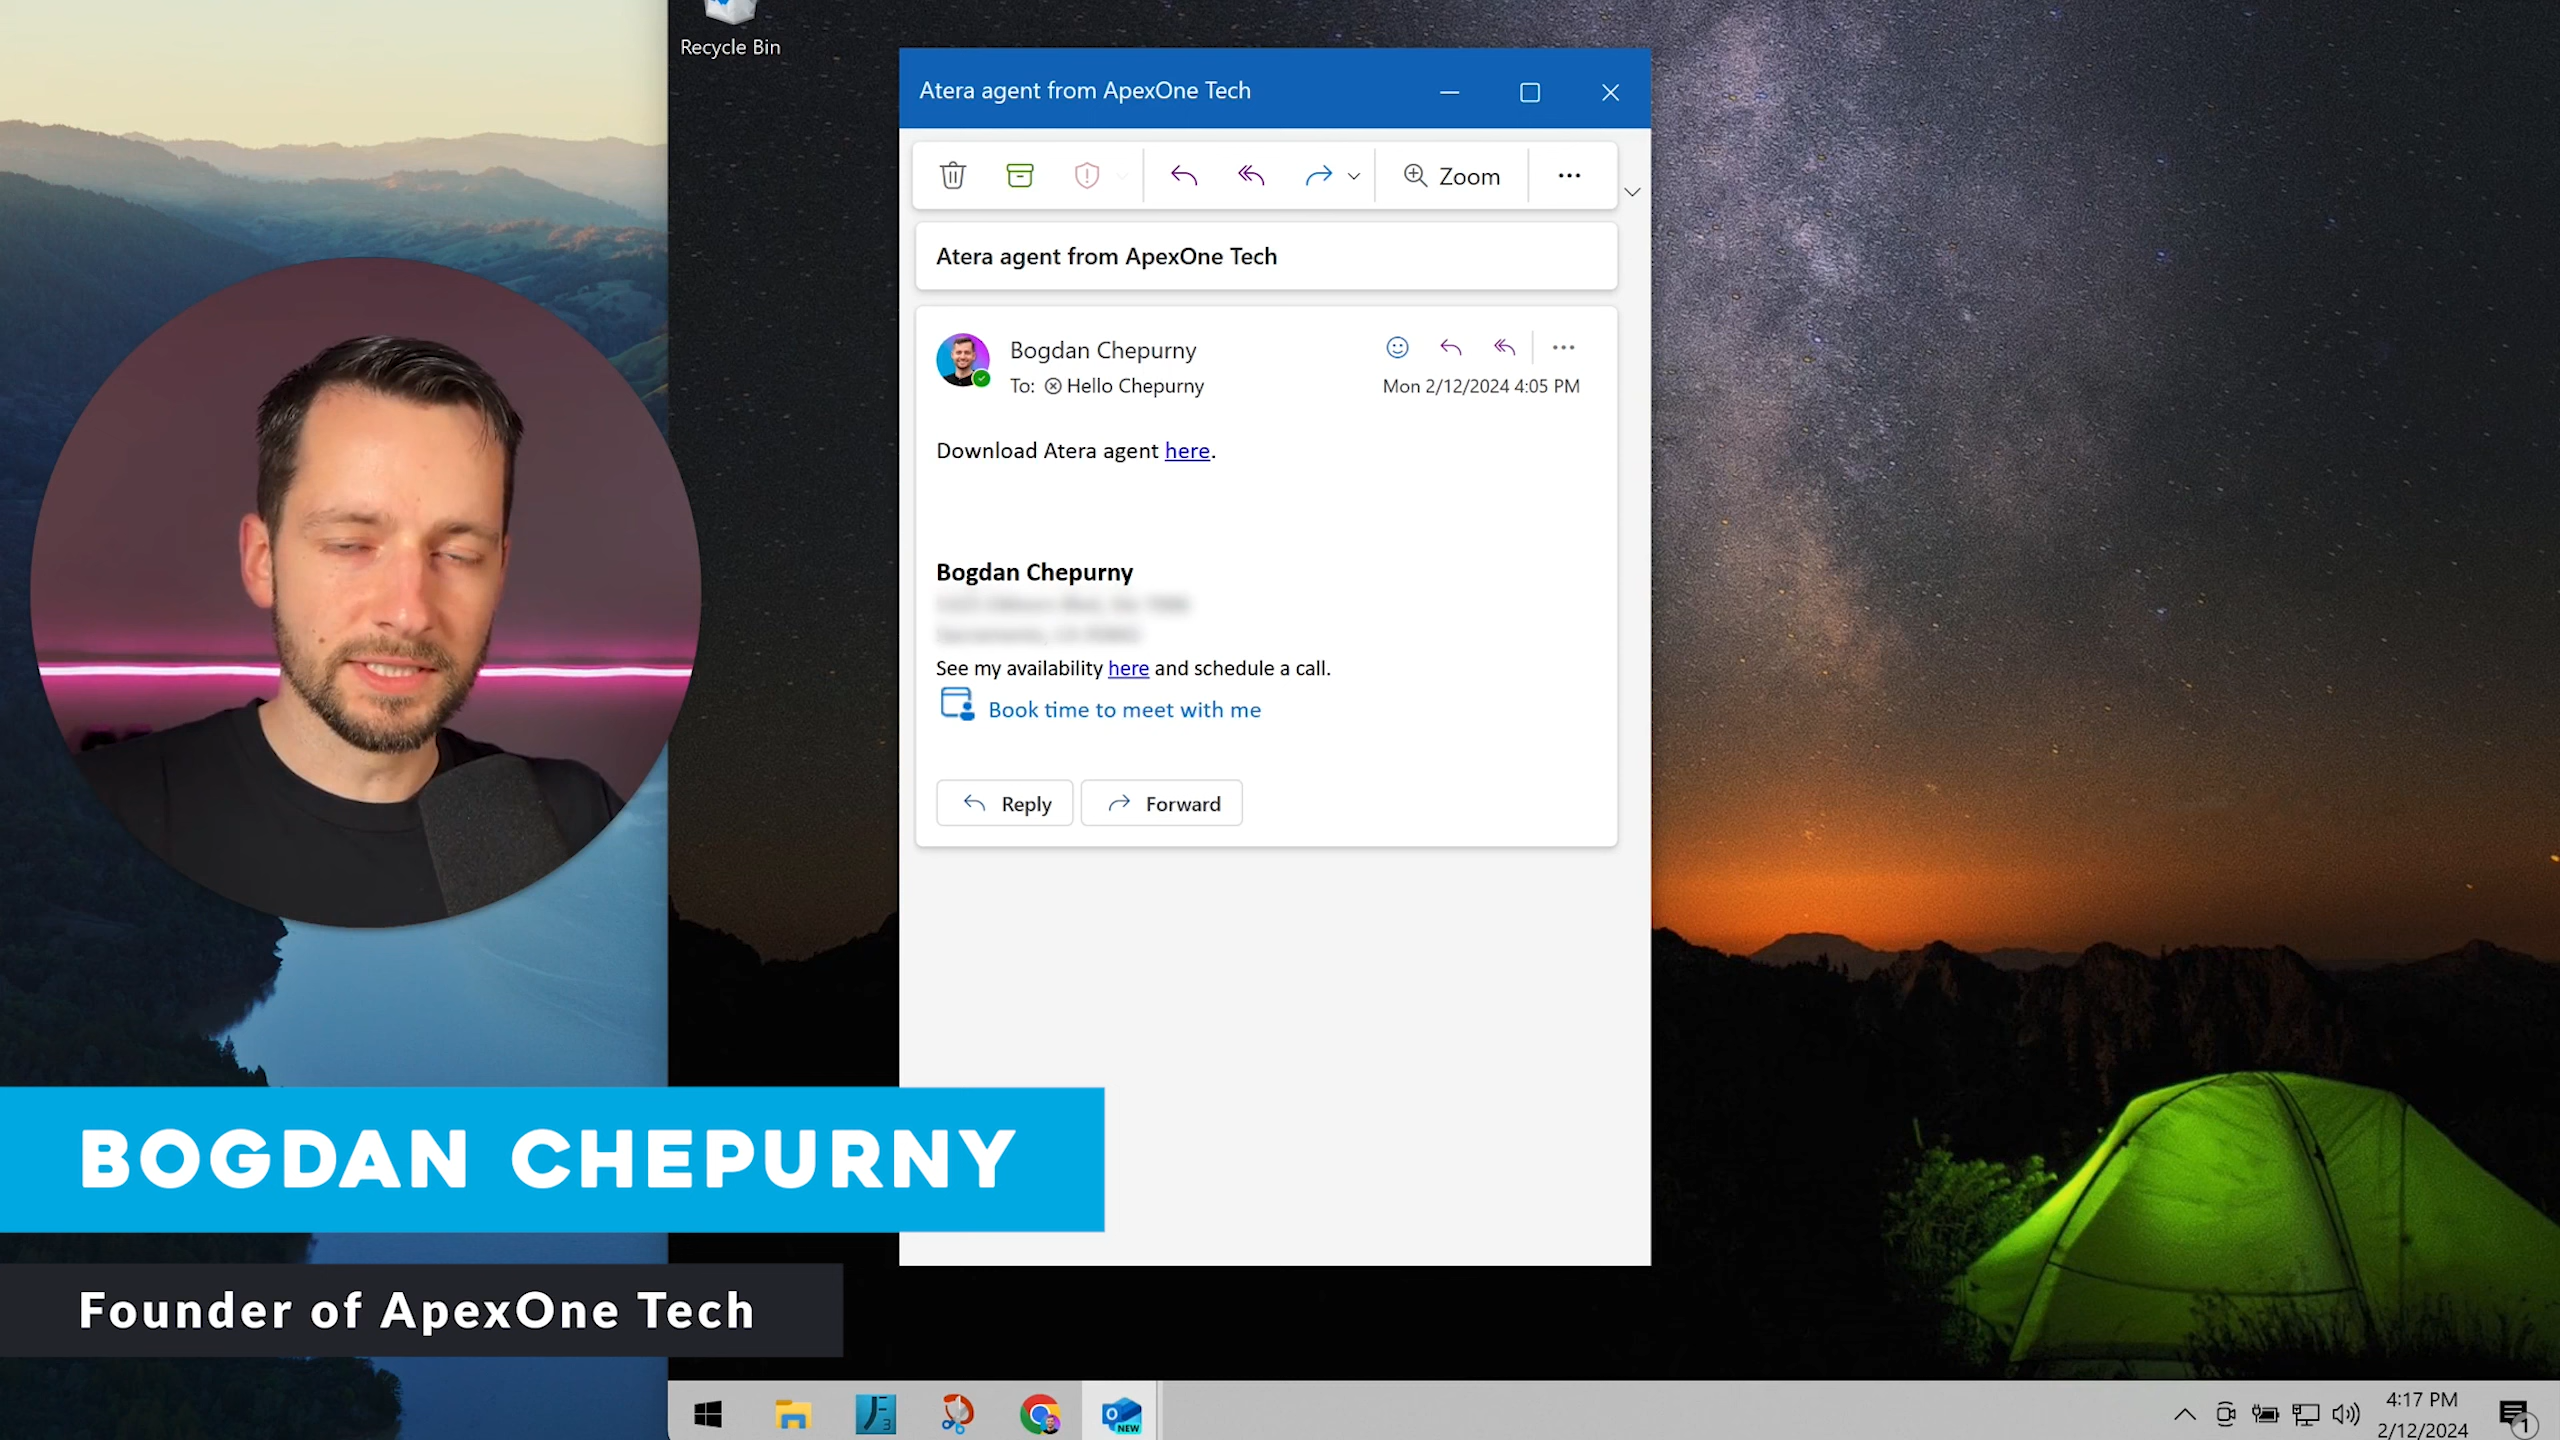 Recycle Bin
Atera agent from ApexOne Tech
Zoom
Atera agent from ApexOne Tech
Bogdan Chepurny
To: Hello Chepurny
Mon 2/12/2024 4:05 PM
Download Atera agent here.
Bogdan Chepurny
See my availability here and schedule a call.
Book time to meet with me
Reply
Forward
BOGDAN CHEPURNY
Founder of ApexOne Tech
NEW
4:17 PM
2/12/2024
1